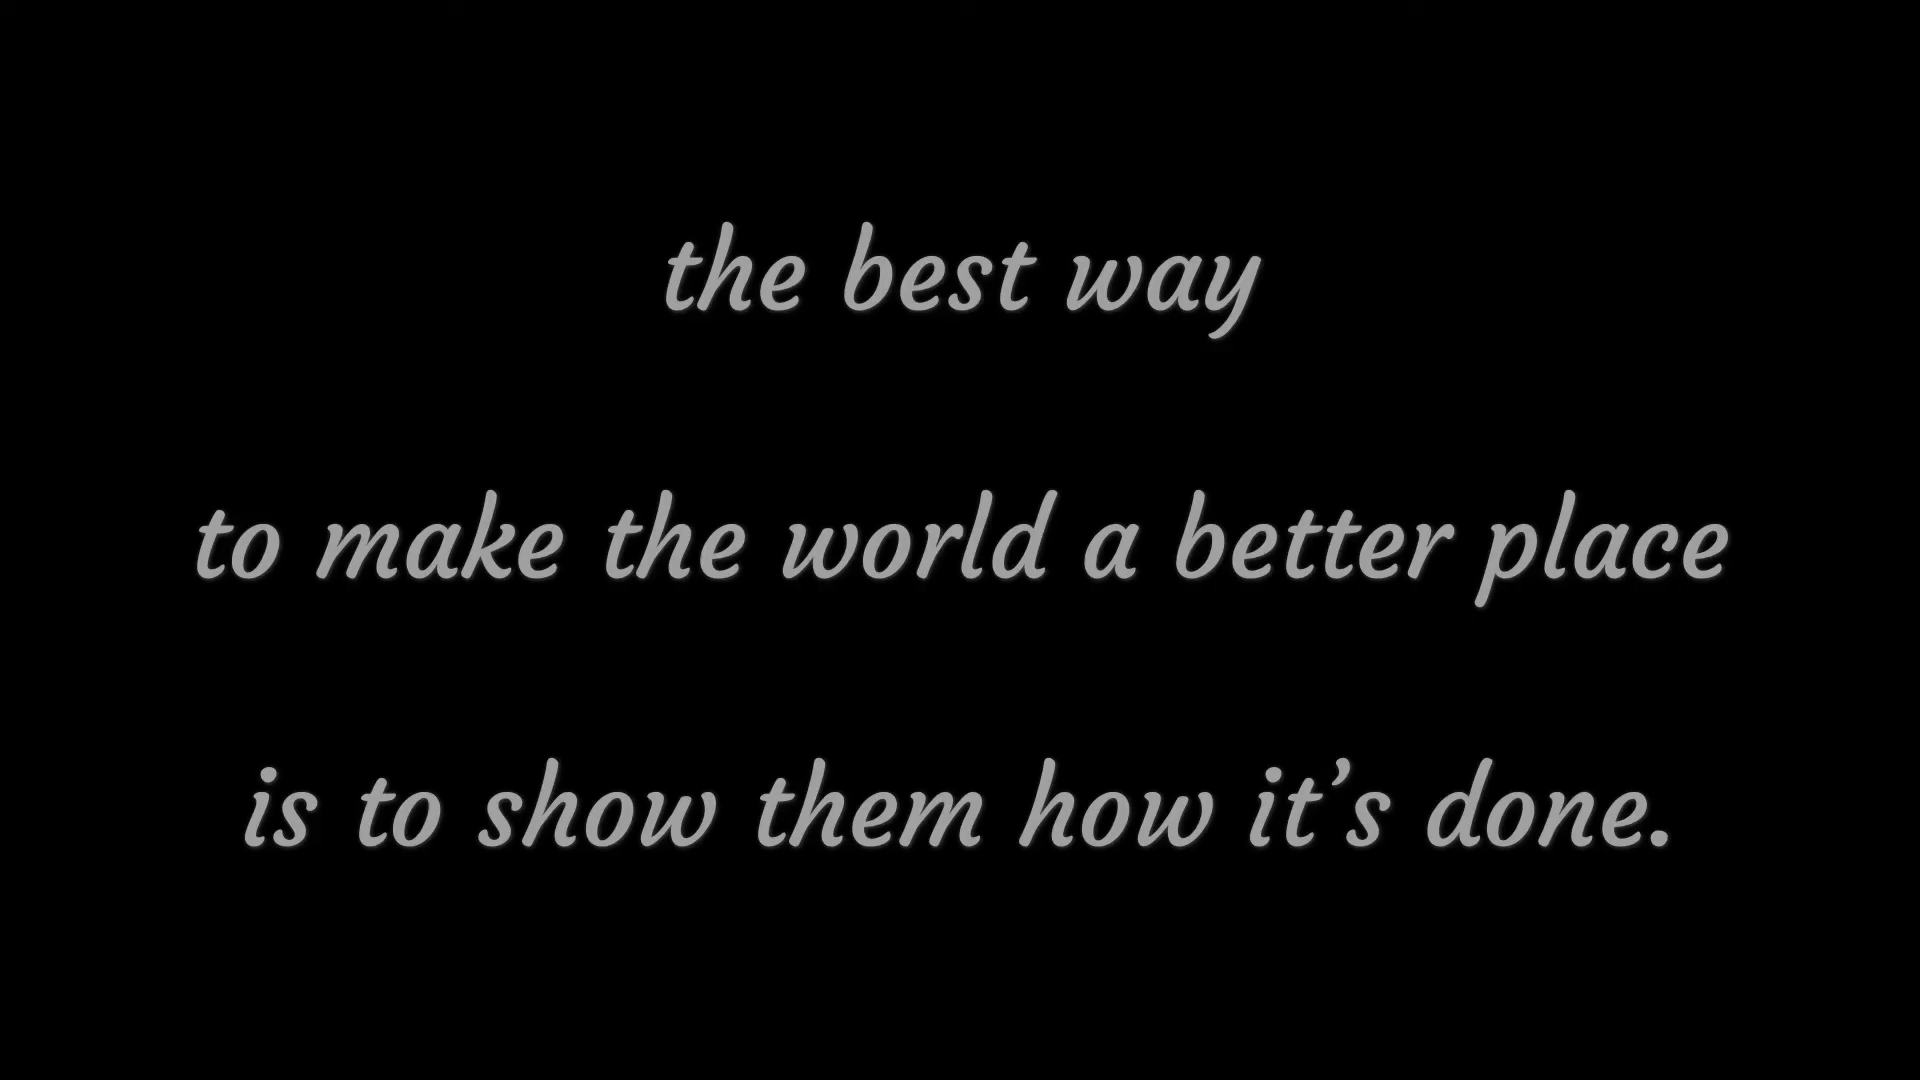 the best way
to make the world a better place
is to show them how it’s done.